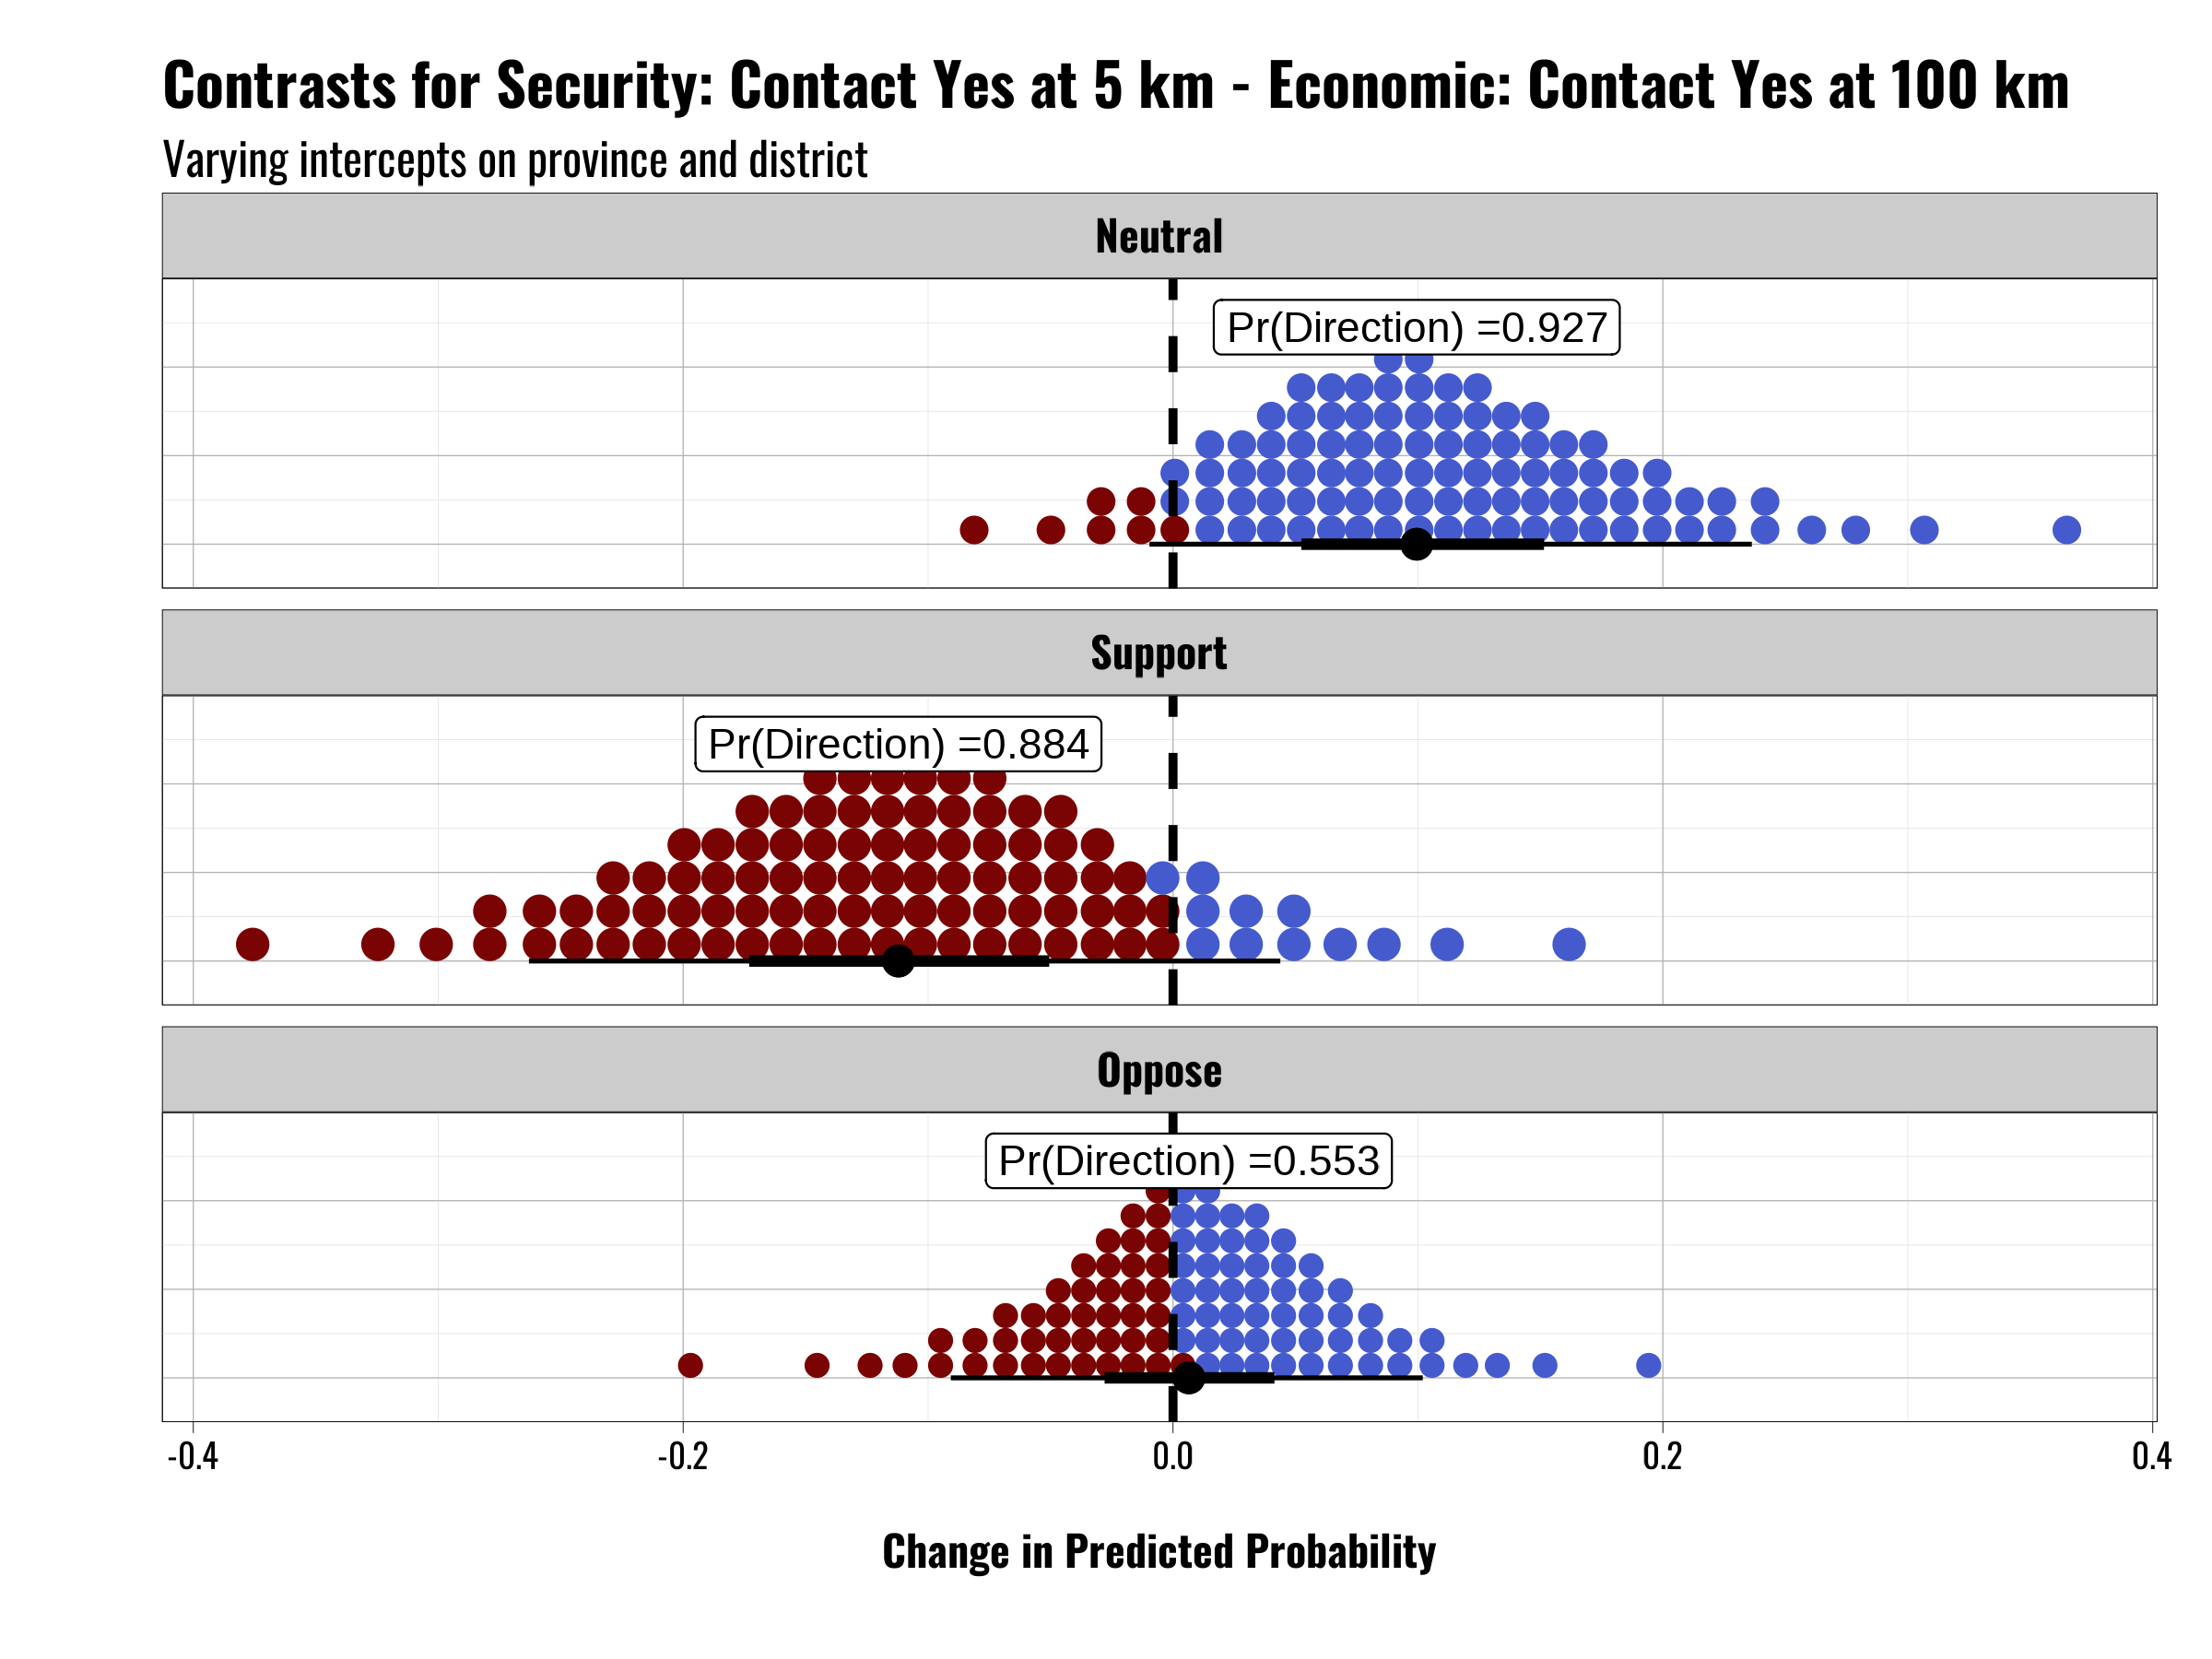 Contrasts for Security: Contact Yes at 5 km - Economic: Contact Yes at 100 km
Varying intercepts on province and district
Neutral
Pr(Direction) =0.927
Support
Pr(Direction) =0.884
Oppose
Pr(Direction) =0.553
-0.4 -0.2 0.0 0.2 0.4
Change in Predicted Probability